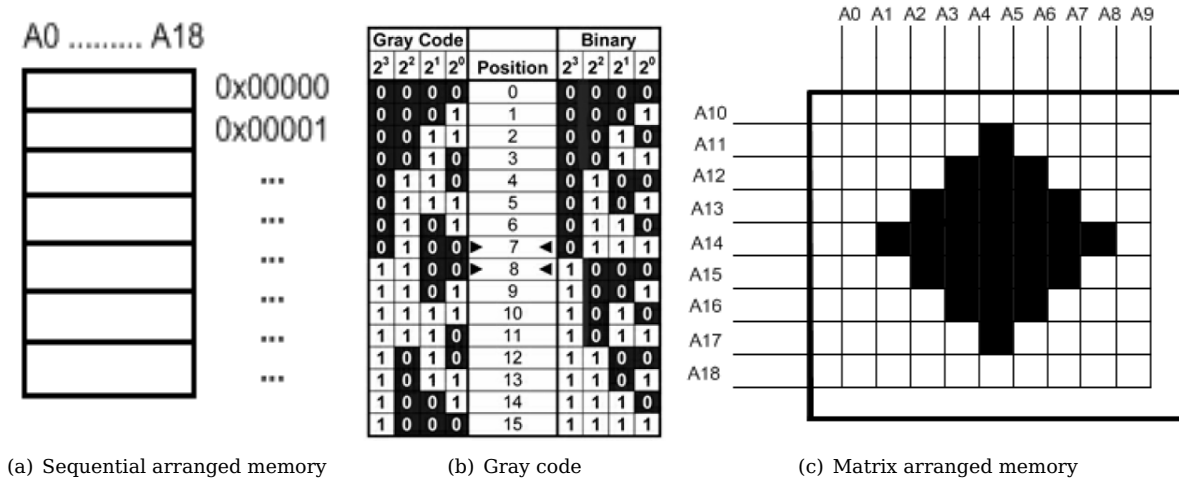 A0 ......... A18
0x00000
0x00001
...
...
...
...
...
...
(a) Sequential arranged memory
Gray Code Binary
2³ 2² 2¹ 2⁰ Position 2³ 2² 2¹ 2⁰
0 0 0 0 0 0 0 0 0
0 0 0 1 1 0 0 0 1
0 0 1 1 2 0 0 1 0
0 0 1 0 3 0 0 1 1
0 1 1 0 4 0 1 0 0
0 1 1 1 5 0 1 0 1
0 1 0 1 6 0 1 1 0
0 1 0 0 7 0 1 1 1
1 1 0 0 8 1 0 0 0
1 1 0 1 9 1 0 0 1
1 1 1 1 10 1 0 1 0
1 1 1 0 11 1 0 1 1
1 0 1 0 12 1 1 0 0
1 0 1 1 13 1 1 0 1
1 0 0 1 14 1 1 1 0
1 0 0 0 15 1 1 1 1
(b) Gray code
A0 A1 A2 A3 A4 A5 A6 A7 A8 A9
A10
A11
A12
A13
A14
A15
A16
A17
A18
(c) Matrix arranged memory